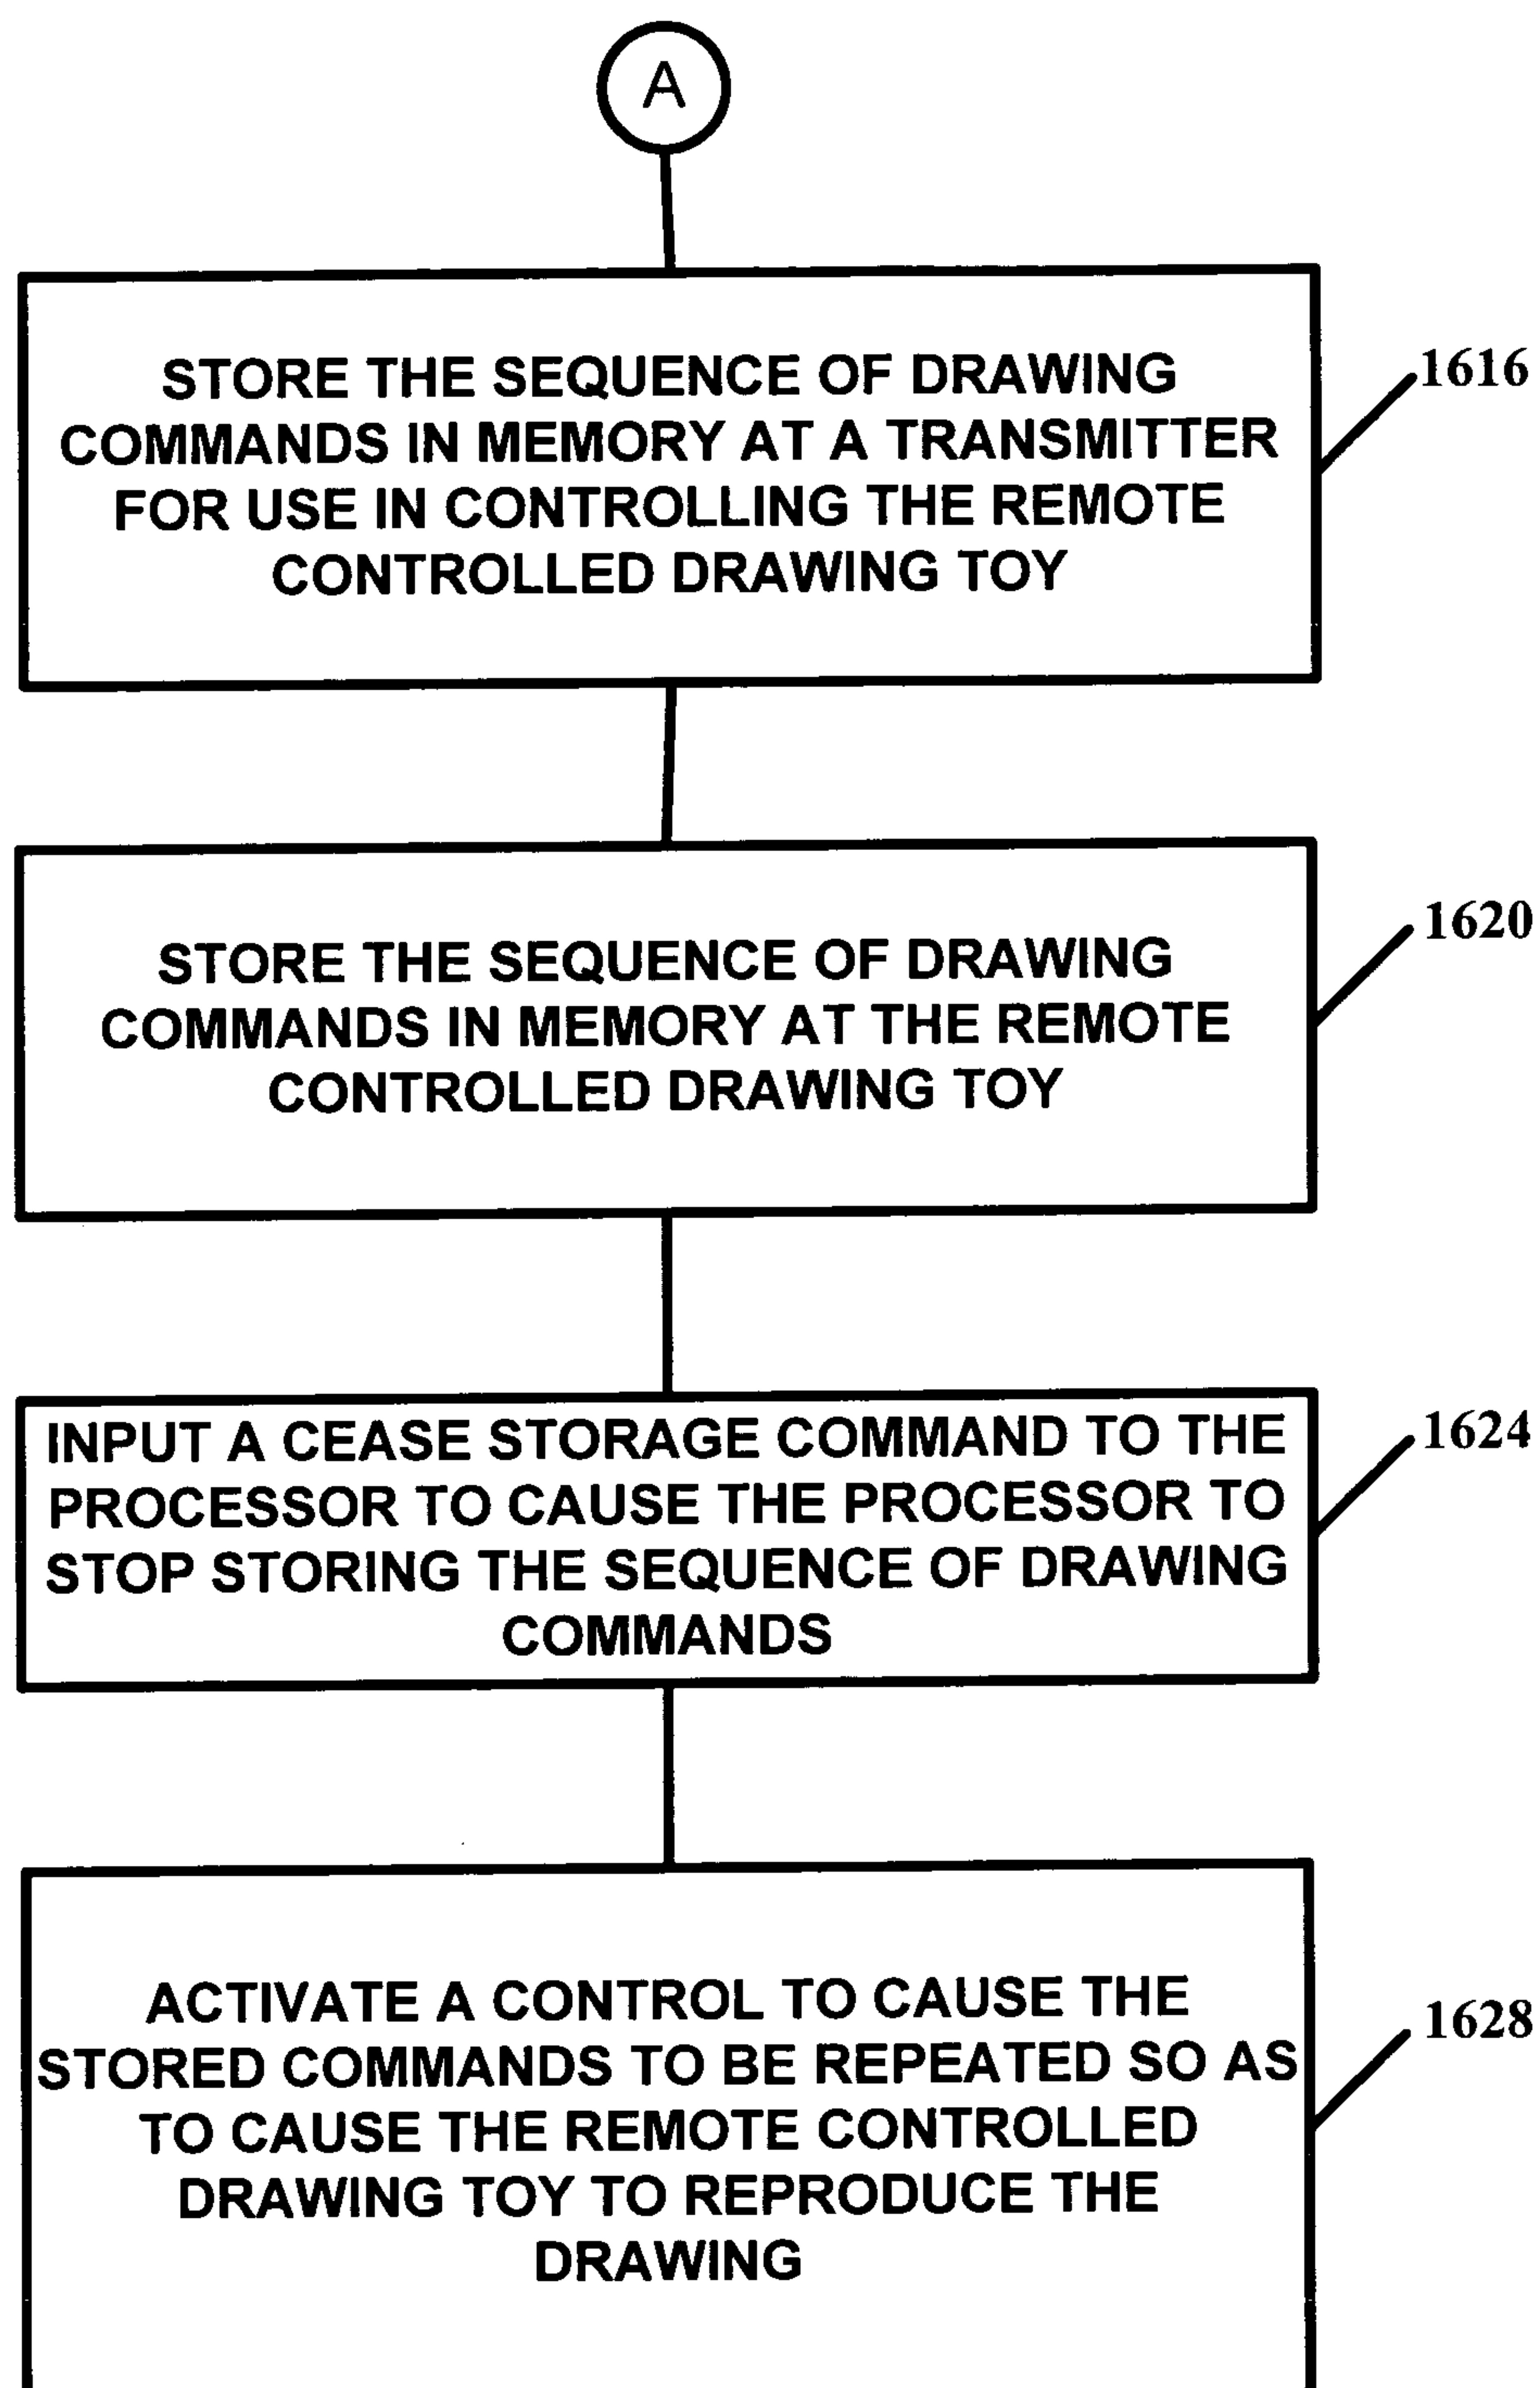 A
STORE THE SEQUENCE OF DRAWING
COMMANDS IN MEMORY AT A TRANSMITTER
FOR USE IN CONTROLLING THE REMOTE
CONTROLLED DRAWING TOY
1616
STORE THE SEQUENCE OF DRAWING
COMMANDS IN MEMORY AT THE REMOTE
CONTROLLED DRAWING TOY
1620
INPUT A CEASE STORAGE COMMAND TO THE
PROCESSOR TO CAUSE THE PROCESSOR TO
STOP STORING THE SEQUENCE OF DRAWING
COMMANDS
1624
ACTIVATE A CONTROL TO CAUSE THE
STORED COMMANDS TO BE REPEATED SO AS
TO CAUSE THE REMOTE CONTROLLED
DRAWING TOY TO REPRODUCE THE
DRAWING
1628